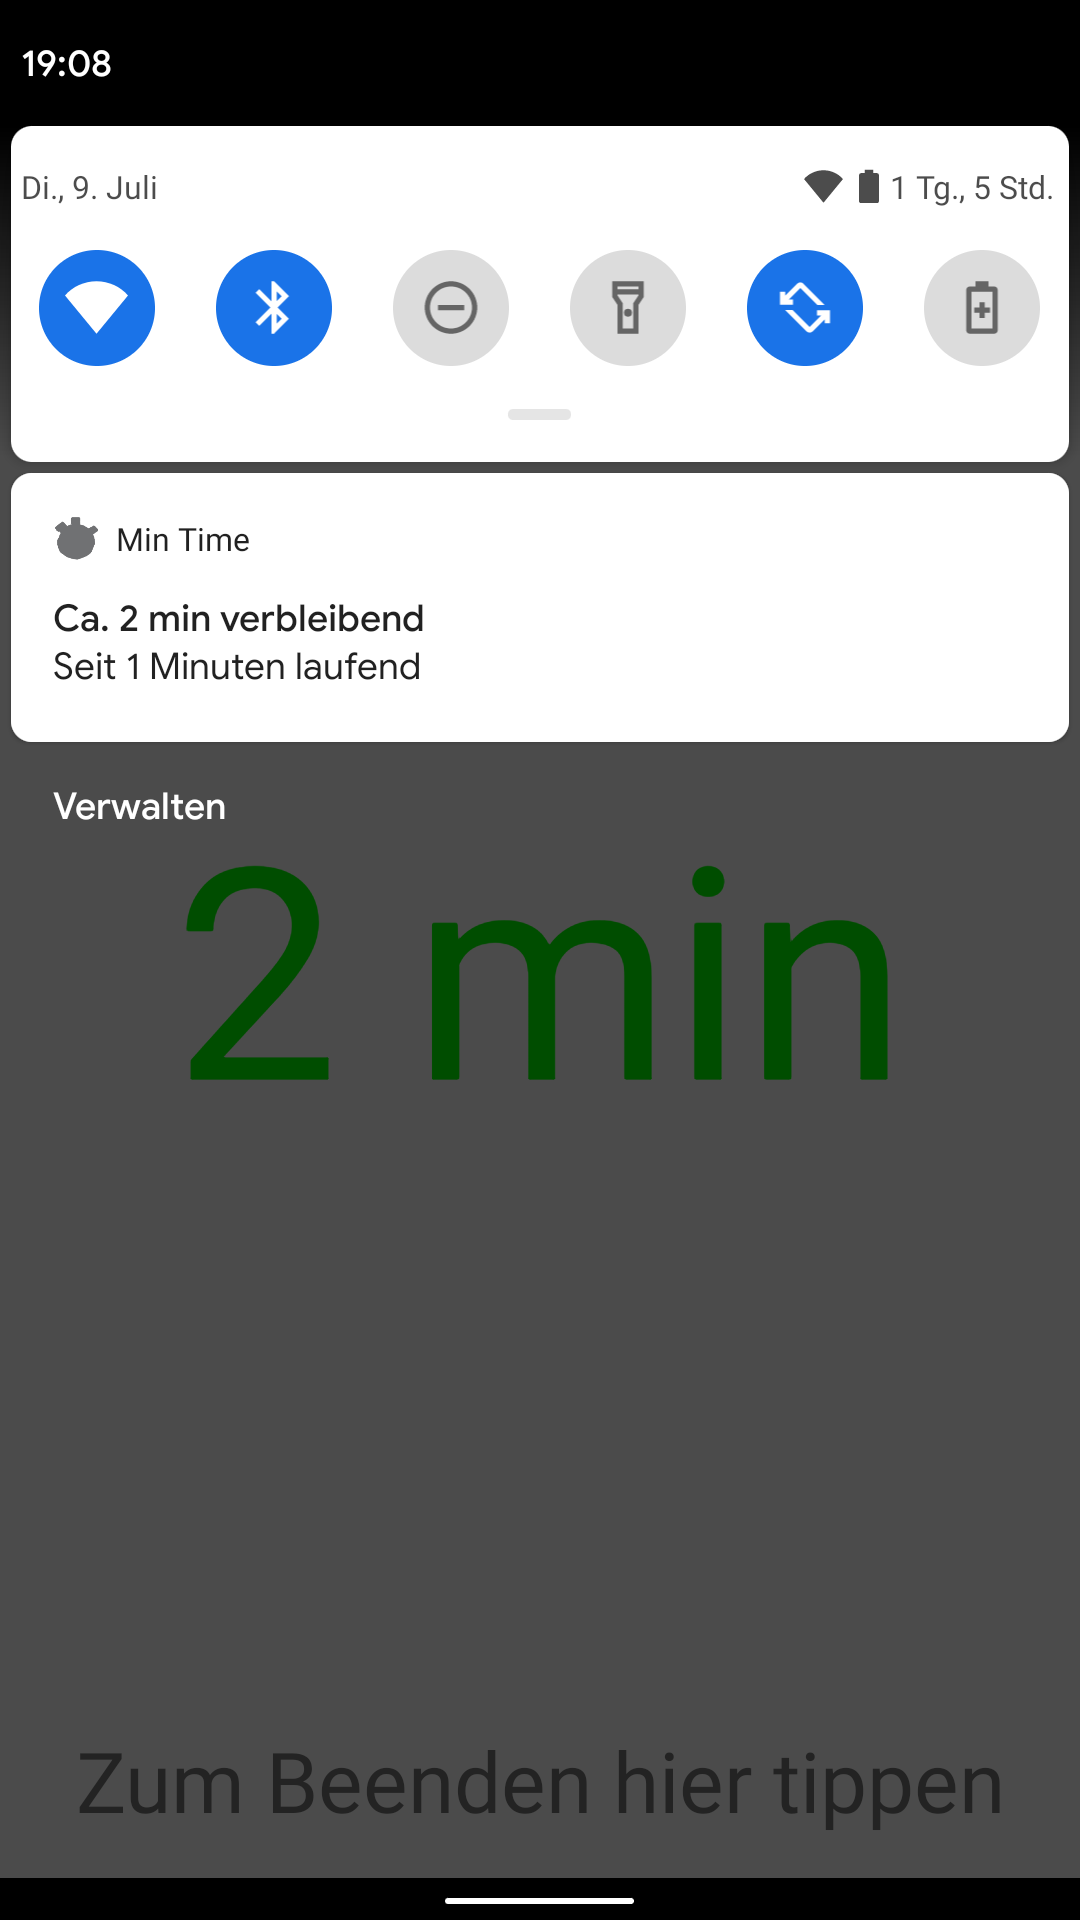 19:08
Di., 9. Juli
1 Tg., 5 Std.
Min Time
Ca. 2 min verbleibend
Seit 1 Minuten laufend
Verwalten
2 min
Zum Beenden hier tippen